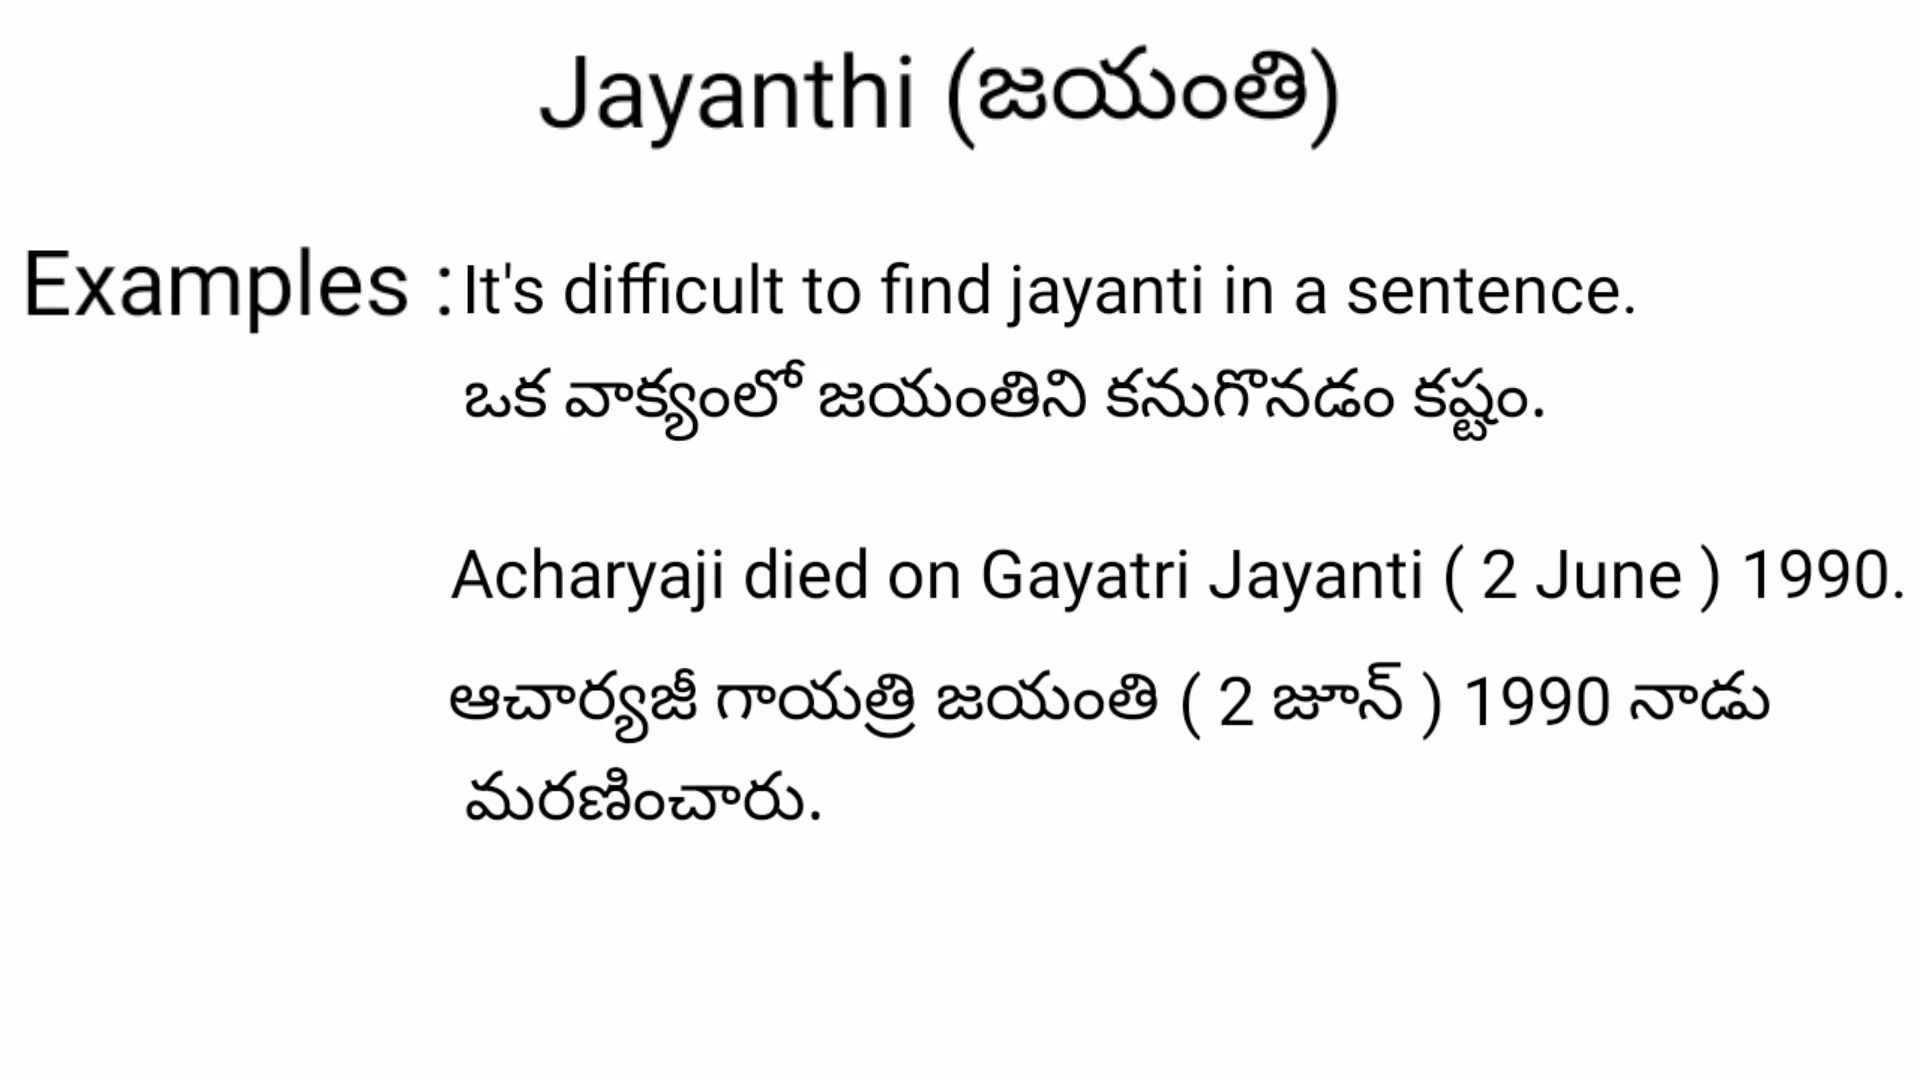 Jayanthi (జయంతి)
Examples : It's difficult to find jayanti in a sentence.
ఒక వాక్యంలో జయంతిని కనుగొనడం కష్టం.
Acharyaji died on Gayatri Jayanti ( 2 June ) 1990.
ఆచార్యజీ గాయత్రి జయంతి ( 2 జూన్ ) 1990 నాడు
మరణించారు.